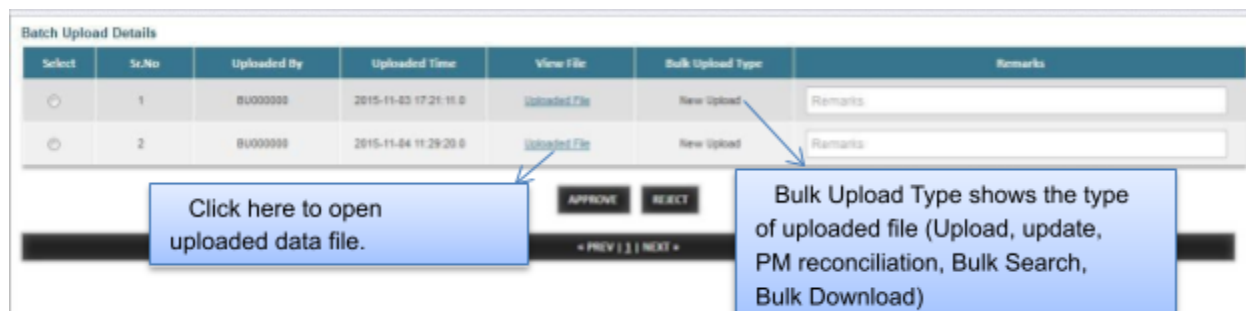 Batch Upload Details
Select Sr.No Uploaded By Uploaded Time View File Bulk Upload Type Remarks
1 BU000000 2015-11-03 17:21:11.0 Uploaded File New Upload Remarks
2 BU000000 2015-11-04 11:29:20.0 Uploaded File New Upload Remarks
APPROVE REJECT
« PREV | 1 | NEXT »
Click here to open
uploaded data file.
Bulk Upload Type shows the type
of uploaded file (Upload, update,
PM reconciliation, Bulk Search,
Bulk Download)